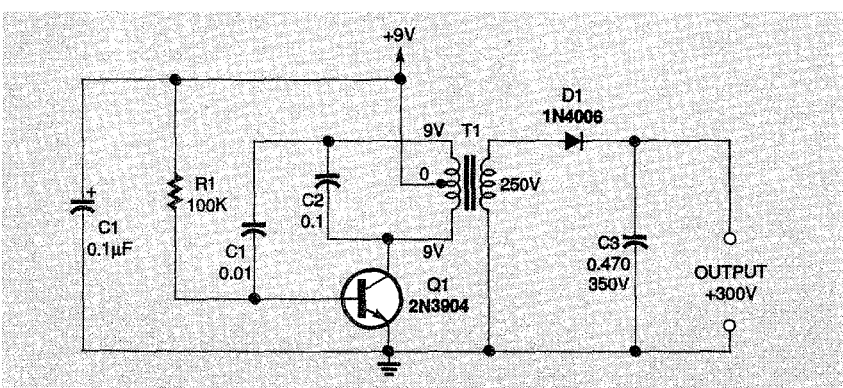 +9V
D1
1N4006
9V
T1
0
250V
R1
100K
C2
0.1
+
C1
0.1µF
C1
0.01
9V
Q1
2N3904
C3
0.470
350V
OUTPUT
+300V